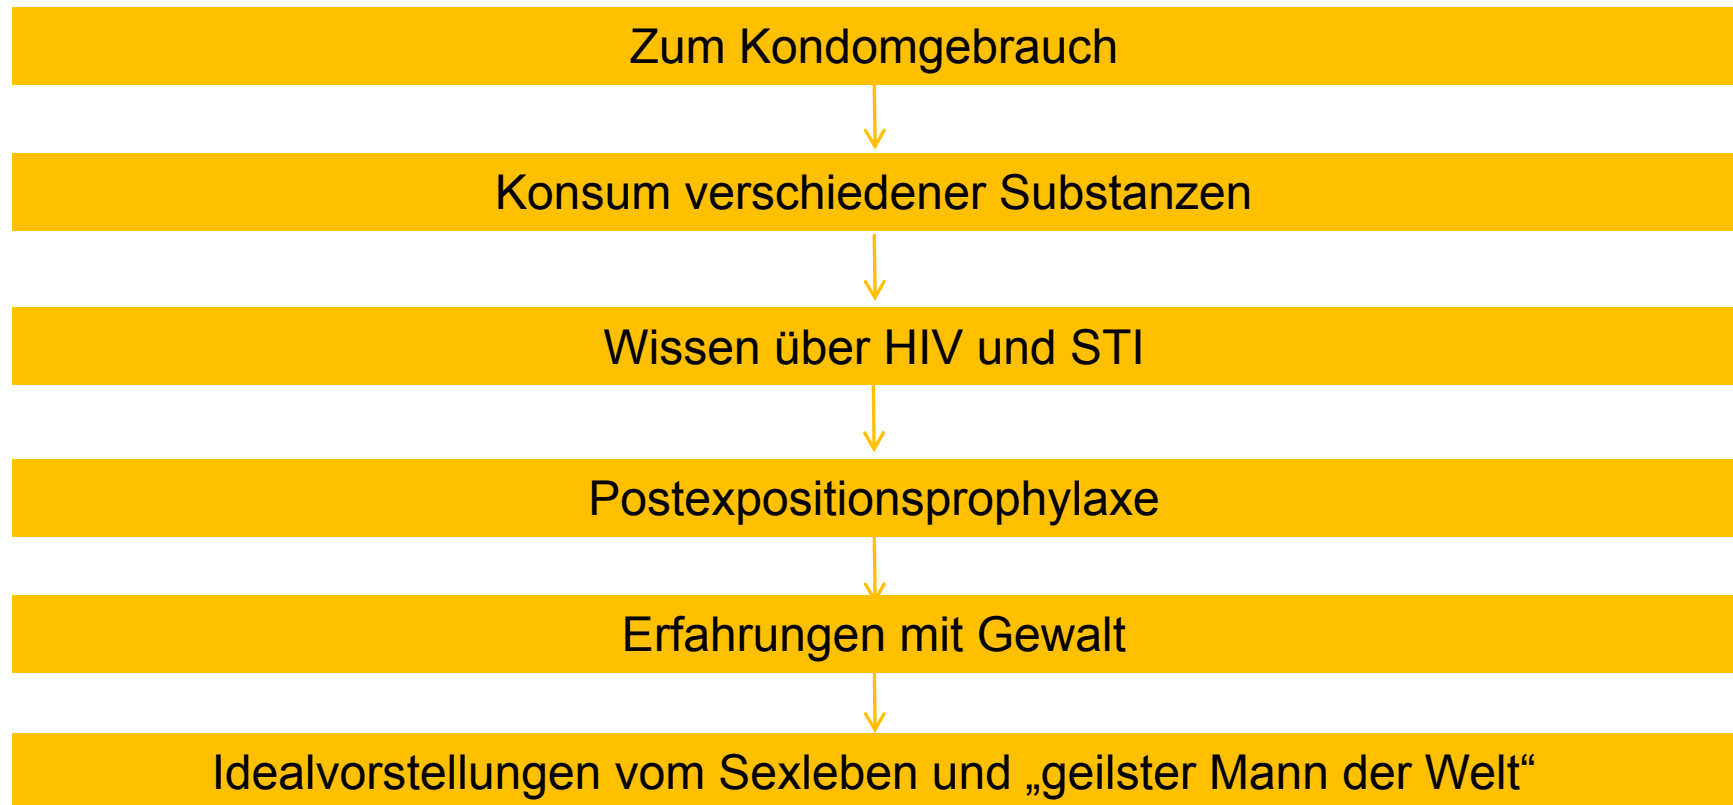 Zum Kondomgebrauch
Konsum verschiedener Substanzen
Wissen über HIV und STI
Postexpositionsprophylaxe
Erfahrungen mit Gewalt
Idealvorstellungen vom Sexleben und „geilster Mann der Welt“